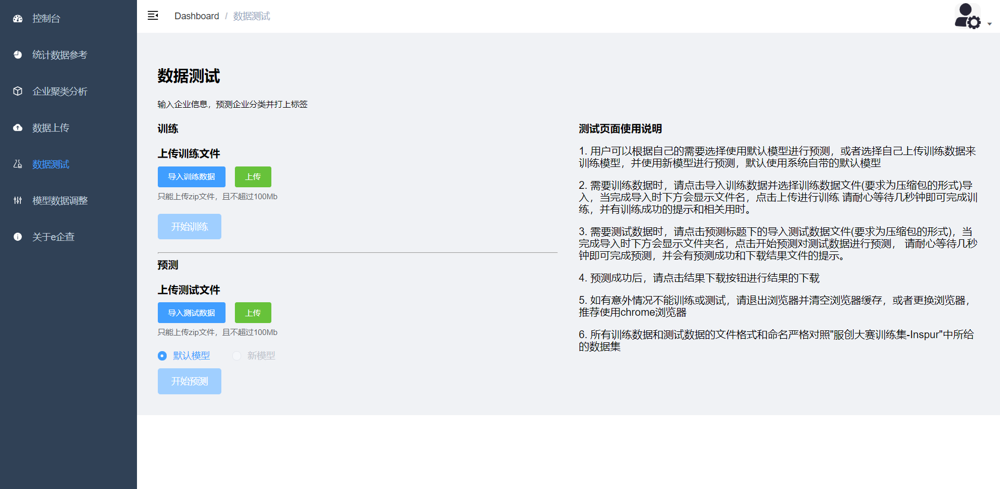 控制台
统计数据参考
企业聚类分析
数据上传
数据测试
模型数据调整
关于e企查
Dashboard / 数据测试
数据测试
输入企业信息，预测企业分类并打上标签
训练
上传训练文件
导入训练数据 上传
只能上传zip文件，且不超过100Mb
开始训练
预测
上传测试文件
导入测试数据 上传
只能上传zip文件，且不超过100Mb
默认模型 新模型
开始预测
测试页面使用说明
1. 用户可以根据自己的需要选择使用默认模型进行预测，或者选择自己上传训练数据来
训练模型，并使用新模型进行预测，默认使用系统自带的默认模型
2. 需要训练数据时，请点击导入训练数据并选择训练数据文件(要求为压缩包的形式)导
入，当完成导入时下方会显示文件名，点击上传进行训练 请耐心等待几秒钟即可完成训
练，并有训练成功的提示和相关用时。
3. 需要测试数据时，请点击预测标题下的导入测试数据文件(要求为压缩包的形式)，当
完成导入时下方会显示文件夹名，点击开始预测对测试数据进行预测， 请耐心等待几秒
钟即可完成预测，并会有预测成功和下载结果文件的提示。
4. 预测成功后，请点击结果下载按钮进行结果的下载
5. 如有意外情况不能训练或测试，请退出浏览器并清空浏览器缓存，或者更换浏览器，
推荐使用chrome浏览器
6. 所有训练数据和测试数据的文件格式和命名严格对照"服创大赛训练集-Inspur"中所给
的数据集